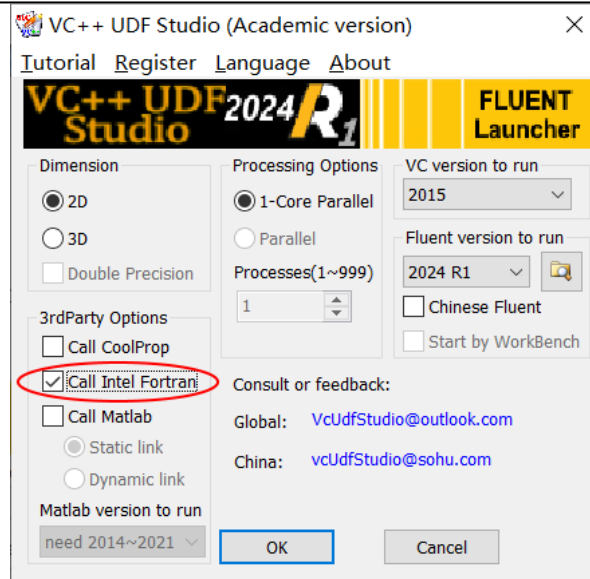 VC++ UDF Studio (Academic version)
Tutorial Register Language About
VC++ UDF Studio 2024 R1
FLUENT Launcher
Dimension
2D
3D
Double Precision
3rdParty Options
Call CoolProp
Call Intel Fortran
Call Matlab
Static link
Dynamic link
Matlab version to run
need 2014~2021
Processing Options
1-Core Parallel
Parallel
Processes(1~999)
1
VC version to run
2015
Fluent version to run
2024 R1
Chinese Fluent
Start by WorkBench
Consult or feedback:
Global: VcUdfStudio@outlook.com
China: vcUdfStudio@sohu.com
OK
Cancel